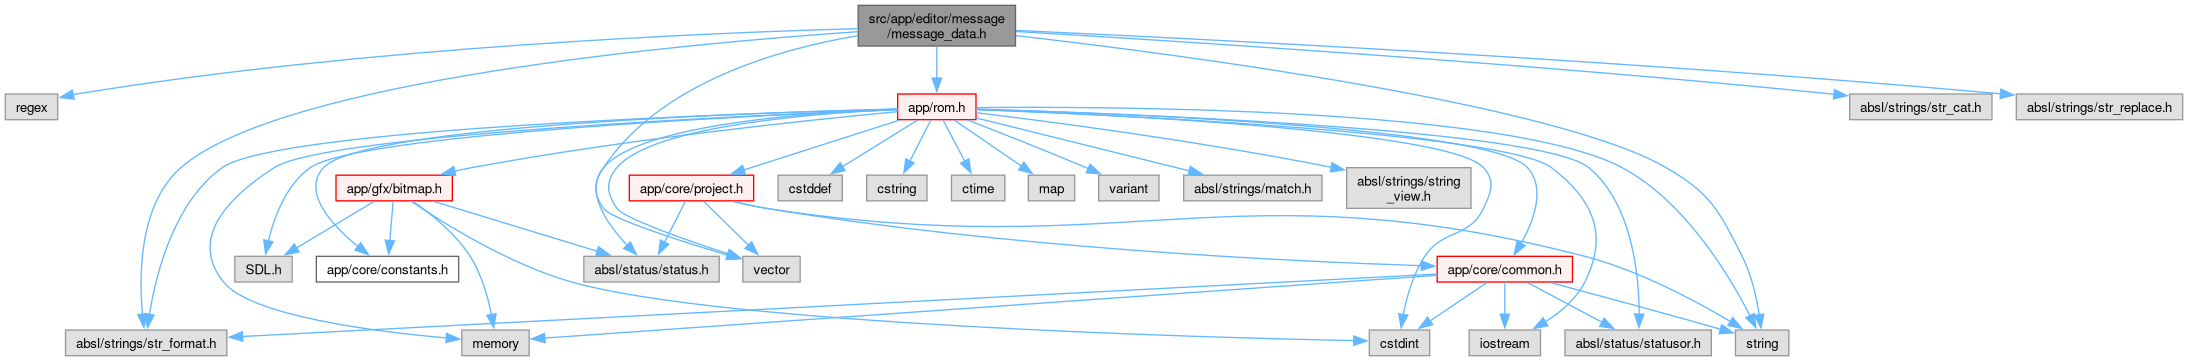 src/app/editor/message
/message_data.h
regex
app/rom.h
absl/strings/str_cat.h
absl/strings/str_replace.h
app/gfx/bitmap.h
app/core/project.h
cstddef
cstring
ctime
map
variant
absl/strings/match.h
absl/strings/string
_view.h
SDL.h
app/core/constants.h
absl/status/status.h
vector
app/core/common.h
absl/strings/str_format.h
memory
cstdint
iostream
absl/status/statusor.h
string